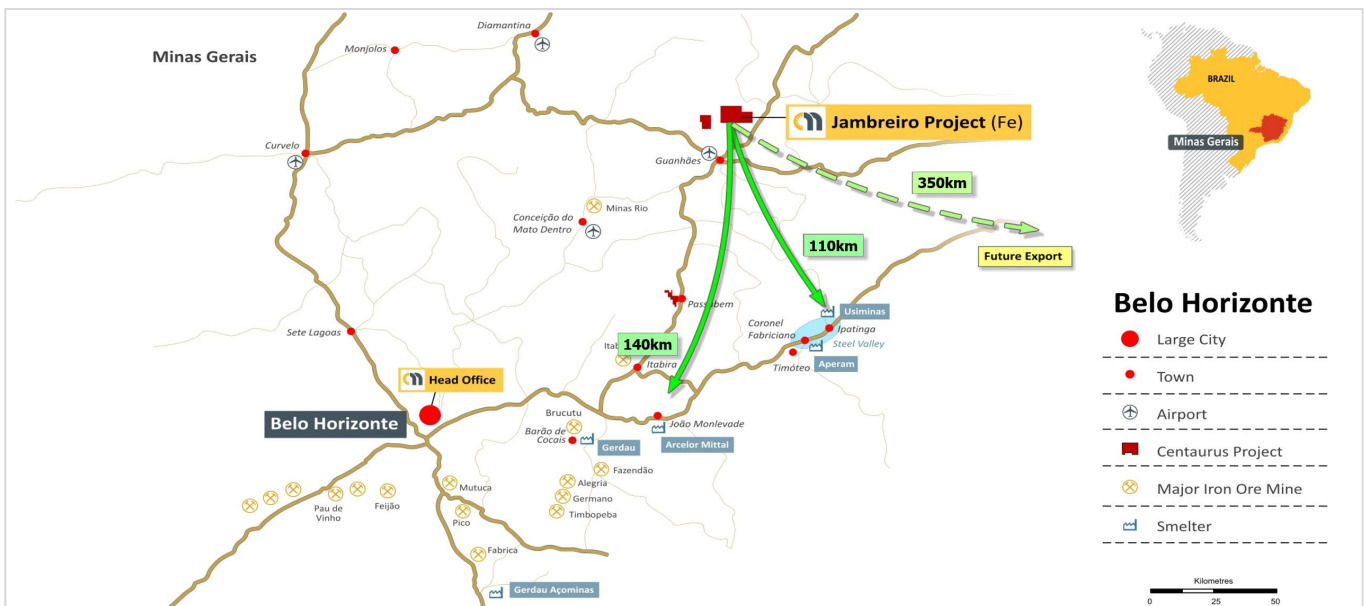 Minas Gerais
Diamantina
Monjolos
Jambreiro Project (Fe)
Curvelo
Guanhães
350km
Minas Rio
Conceição do
Mato Dentro
110km
Future Export
Passabem
Usiminas
Coronel
Fabriciano
Ipatinga
Steel Valley
Sete Lagoas
140km
Itab
Itabira
Aperam
Timóteo
Head Office
Belo Horizonte
Brucutu
Barão de
Cocais
João Monlevade
Gerdau
Arcelor Mittal
Fazendão
Mutuca
Alegria
Pau de
Vinho
Feijão
Germano
Pico
Timbopeba
Fabrica
Gerdau Açominas
BRAZIL
Minas Gerais
Belo Horizonte
Large City
Town
Airport
Centaurus Project
Major Iron Ore Mine
Smelter
Kilometres
0 25 50